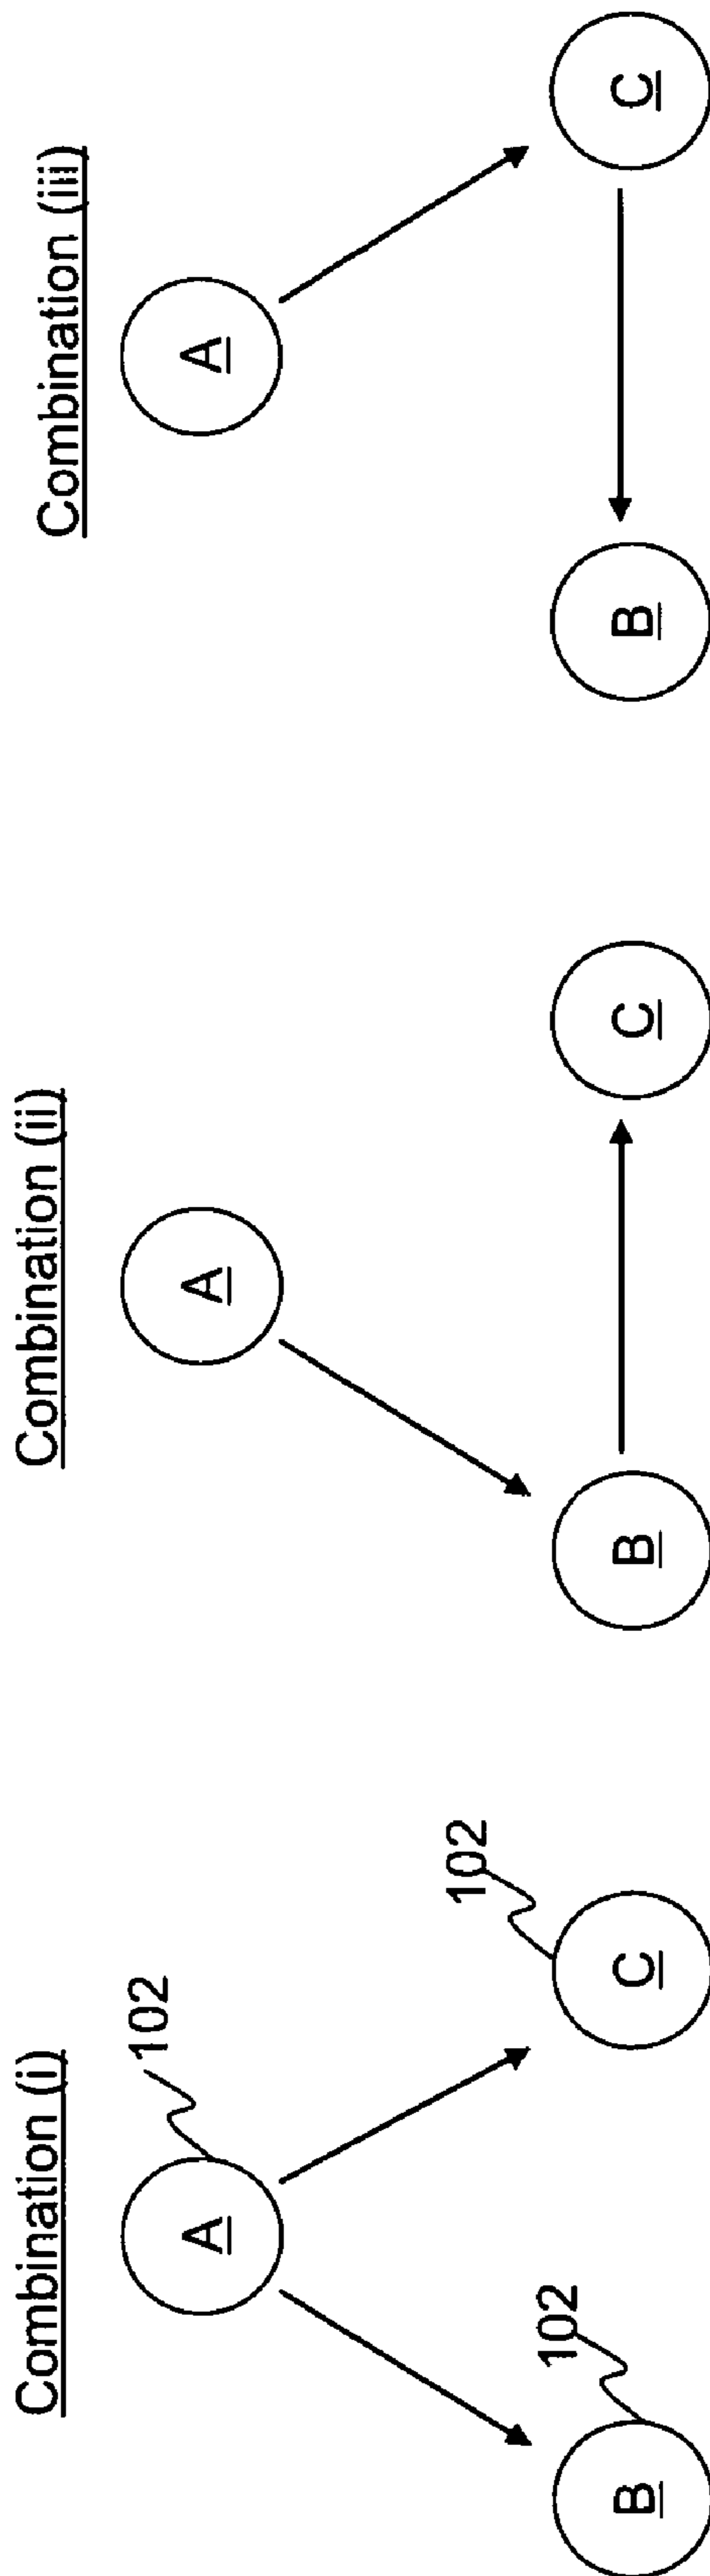 Combination (i)
A
102
B
102
C
102
Combination (ii)
A
B
C
Combination (iii)
A
B
C